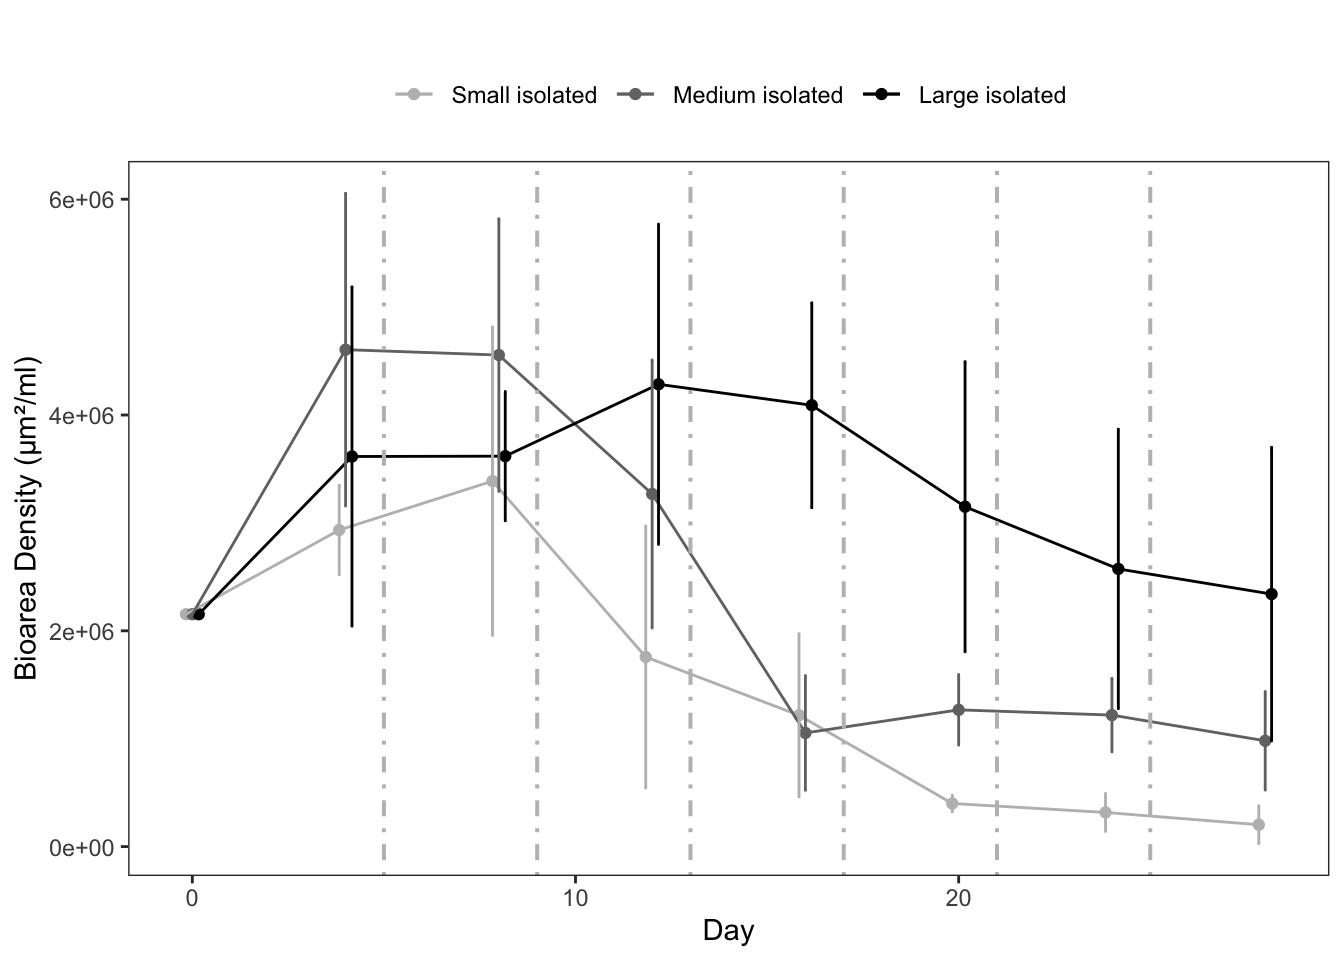 Small isolated Medium isolated Large isolated
Bioarea Density (µm²/ml)
6e+06
4e+06
2e+06
0e+00
0 10 20
Day